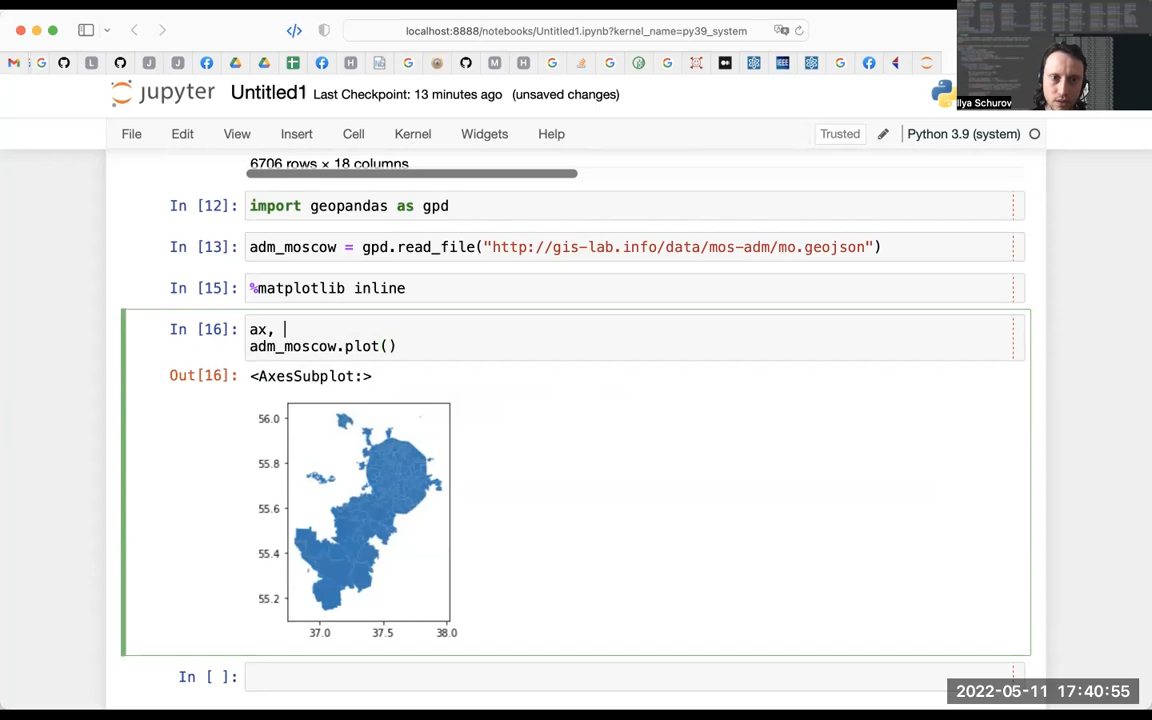 localhost:8888/notebooks/Untitled1.ipynb?kernel_name=py39_system
jupyter Untitled1 Last Checkpoint: 13 minutes ago (unsaved changes)
Ilya Schurov
File Edit View Insert Cell Kernel Widgets Help Trusted Python 3.9 (system)
6706 rows × 18 columns
In [12]: import geopandas as gpd
In [13]: adm_moscow = gpd.read_file("http://gis-lab.info/data/mos-adm/mo.geojson")
In [15]: %matplotlib inline
In [16]: ax,
adm_moscow.plot()
Out[16]: <AxesSubplot:>
56.0
55.8
55.6
55.4
55.2
37.0 37.5 38.0
In [ ]:
2022-05-11 17:40:55